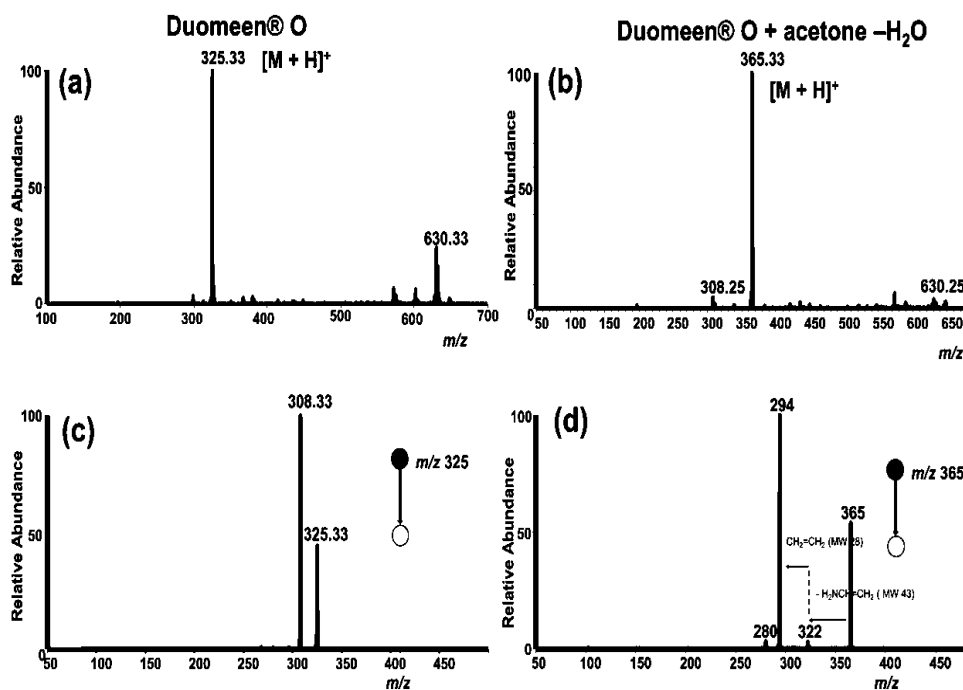 Duomeen® O
(a)
325.33
[M + H]⁺
630.33
Relative Abundance
100
50
0
100 200 300 400 500 600 700
m/z
Duomeen® O + acetone –H₂O
(b)
365.33
[M + H]⁺
308.25
630.25
Relative Abundance
100
50
0
50 100 150 200 250 300 350 400 450 500 550 600 650
m/z
(c)
308.33
325.33
m/z 325
Relative Abundance
100
50
0
50 100 150 200 250 300 350 400 450
m/z
(d)
294
365
m/z 365
CH₂=CH₂ (MW 28)
- H₂NCH=CH₂ ( MW 43)
280
322
Relative Abundance
100
50
0
50 100 150 200 250 300 350 400 450
m/z